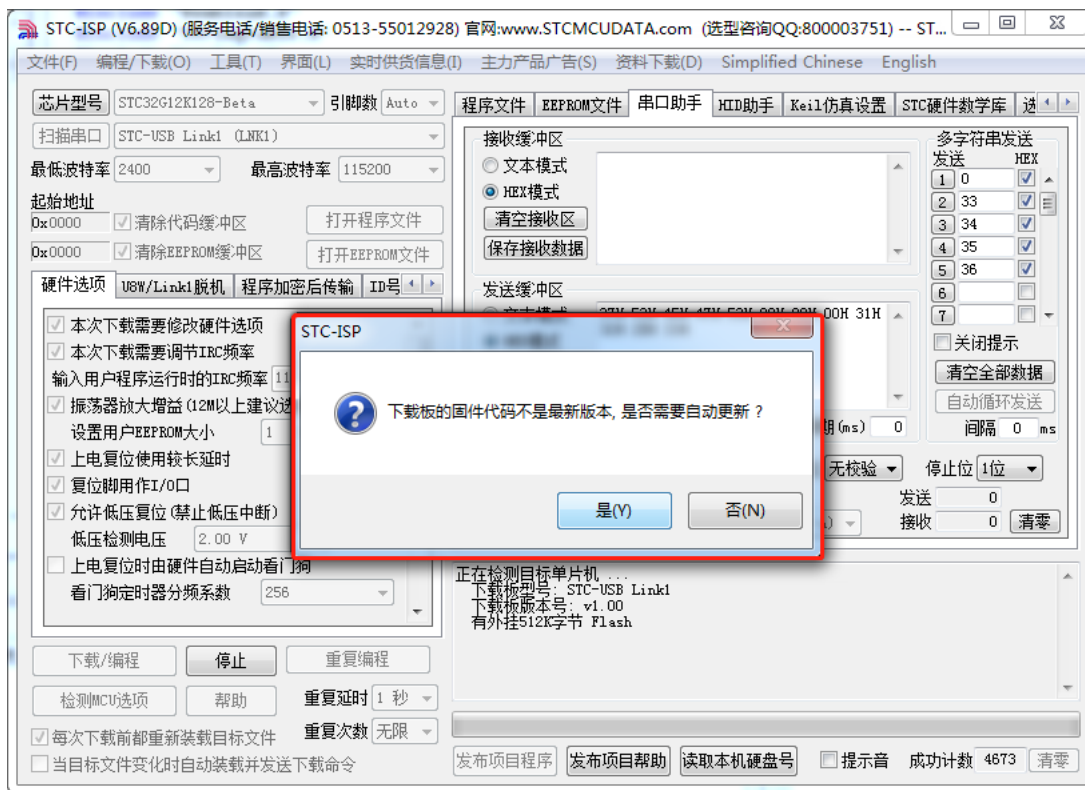 STC-ISP (V6.89D) (服务电话/销售电话: 0513-55012928) 官网:www.STCMCUDATA.com (选型咨询QQ:800003751) -- ST...
文件(F) 编程/下载(O) 工具(T) 界面(L) 实时供货信息(I) 主力产品广告(S) 资料下载(D) Simplified Chinese English
芯片型号 STC32G12K128-Beta 引脚数 Auto
扫描串口 STC-USB Link1 (LNK1)
最低波特率 2400 最高波特率 115200
起始地址
0x0000 清除代码缓冲区 打开程序文件
0x0000 清除EEPROM缓冲区 打开EEPROM文件
硬件选项 U8W/Link1脱机 程序加密后传输 ID号
本次下载需要修改硬件选项
本次下载需要调节IRC频率
输入用户程序运行时的IRC频率 11
振荡器放大增益(12M以上建议选
设置用户EEPROM大小 1
上电复位使用较长延时
复位脚用作I/O口
允许低压复位(禁止低压中断)
低压检测电压 2.00 V
上电复位时由硬件自动启动看门狗
看门狗定时器分频系数 256
下载/编程 停止 重复编程
检测MCU选项 帮助 重复延时 1 秒
重复次数 无限
每次下载前都重新装载目标文件
当目标文件变化时自动装载并发送下载命令
程序文件 EEPROM文件 串口助手 HID助手 Keil仿真设置 STC硬件数学库 选
接收缓冲区
文本模式
HEX模式
清空接收区
保存接收数据
多字符串发送
发送 HEX
1 0
2 33
3 34
4 35
5 36
6
7
关闭提示
清空全部数据
自动循环发送
间隔 0 ms
发送缓冲区
00H 31H
期(ms) 0
无校验 停止位 1位
发送 0
接收 0 清零
STC-ISP
下载板的固件代码不是最新版本, 是否需要自动更新 ?
是(Y) 否(N)
正在检测目标单片机 ...
下载板型号: STC-USB Link1
下载板版本号: v1.00
有外挂512K字节 Flash
发布项目程序 发布项目帮助 读取本机硬盘号 提示音 成功计数 4673 清零